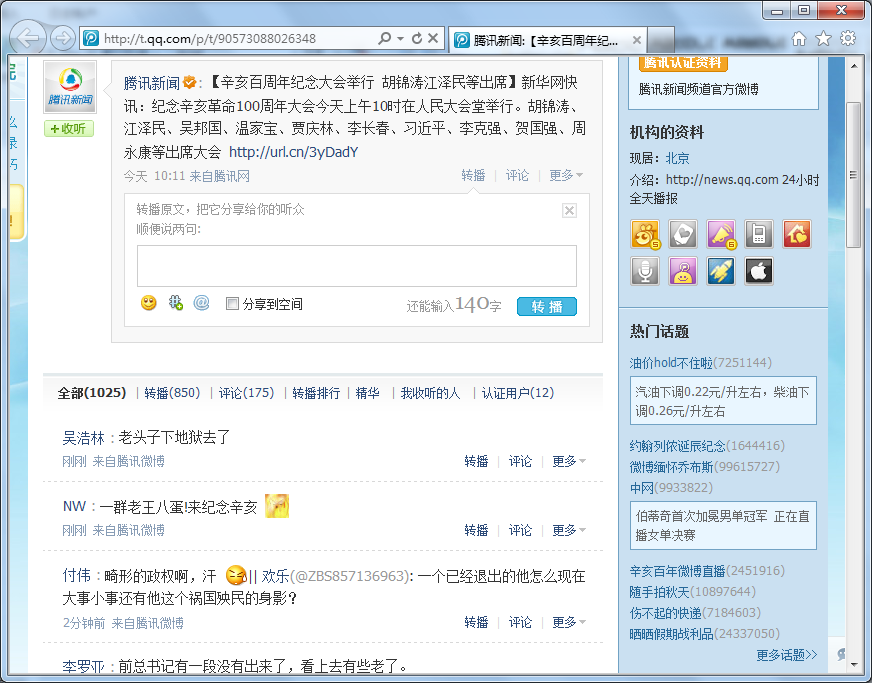 http://t.qq.com/p/t/90573088026348
腾讯新闻:【辛亥百周年纪...
腾讯新闻
+收听
腾讯新闻 :【辛亥百周年纪念大会举行 胡锦涛江泽民等出席】新华网快
讯：纪念辛亥革命100周年大会今天上午10时在人民大会堂举行。胡锦涛、
江泽民、吴邦国、温家宝、贾庆林、李长春、习近平、李克强、贺国强、周
永康等出席大会 http://url.cn/3yDadY
今天 10:11 来自腾讯网
转播 | 评论 | 更多
转播原文，把它分享给你的听众
顺便说两句:
分享到空间
还能输入140字
转 播
全部(1025) | 转播(850) | 评论(175) | 转播排行 | 精华 | 我收听的人 | 认证用户(12)
吴浩林 : 老头子下地狱去了
刚刚 来自腾讯微博
转播 | 评论 | 更多
NW : 一群老王八蛋!来纪念辛亥
刚刚 来自腾讯微博
转播 | 评论 | 更多
付伟 : 畸形的政权啊，汗 || 欢乐(@ZBS857136963): 一个已经退出的他怎么现在
大事小事还有他这个祸国殃民的身影？
2分钟前 来自腾讯微博
转播 | 评论 | 更多
李罗亚 : 前总书记有一段没有出来了，看上去有些老了。
腾讯认证资料
腾讯新闻频道官方微博
机构的资料
现居：北京
介绍：http://news.qq.com 24小时
全天播报
5
6
热门话题
油价hold不住啦(7251144)
汽油下调0.22元/升左右，柴油下
调0.26元/升左右
约翰列侬诞辰纪念(1644416)
微博缅怀乔布斯(99615727)
中网(9933822)
伯蒂奇首次加冕男单冠军 正在直
播女单决赛
辛亥百年微博直播(2451916)
随手拍秋天(10897644)
伤不起的快递(7184603)
晒晒假期战利品(24337050)
更多话题>>